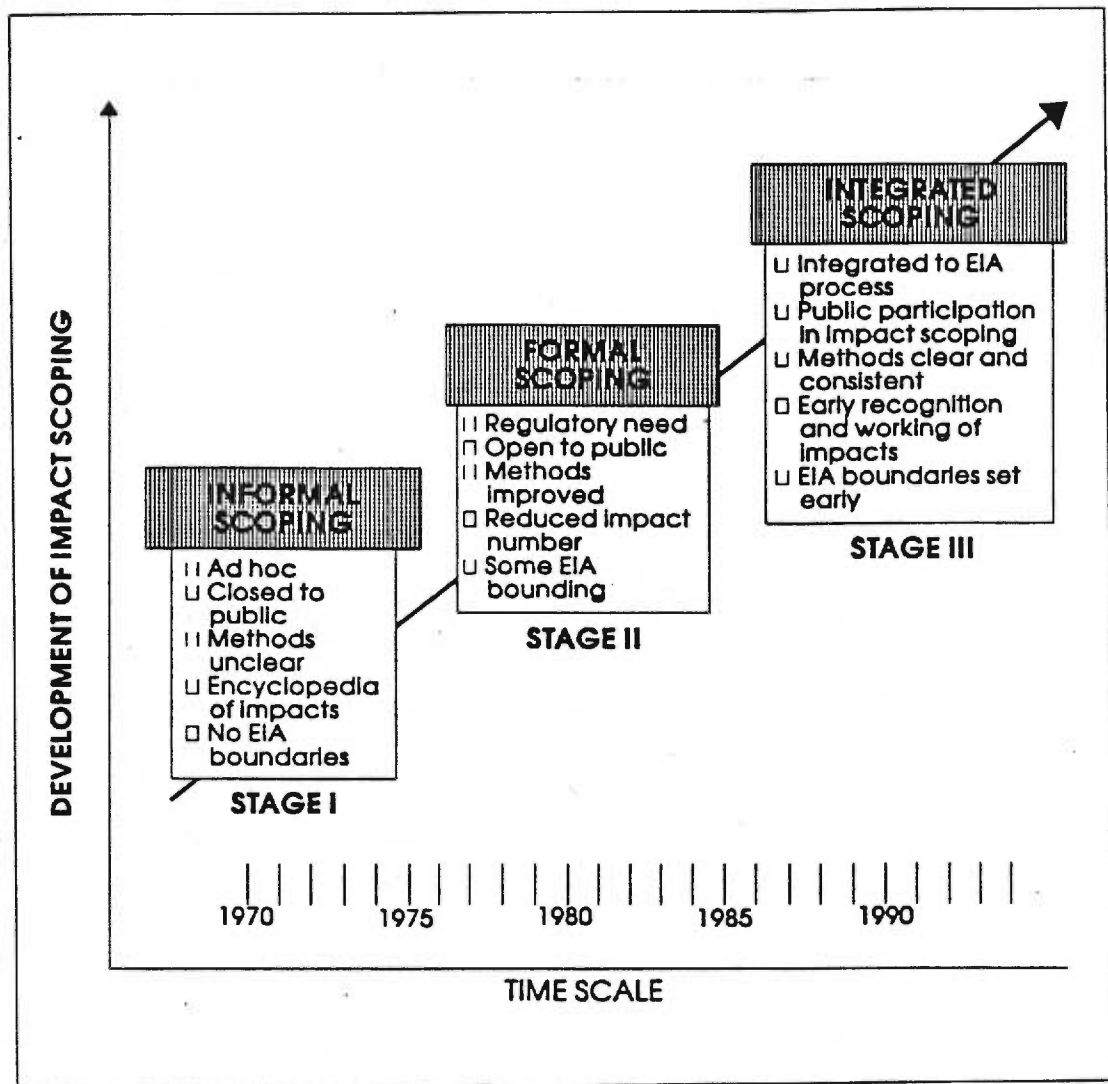 DEVELOPMENT OF IMPACT SCOPING
INTEGRATED
SCOPING
Integrated to EIA
process
Public participation
in impact scoping
Methods clear and
consistent
Early recognition
and working of
impacts
EIA boundaries set
early
STAGE III
FORMAL
SCOPING
Regulatory need
Open to public
Methods
improved
Reduced impact
number
Some EIA
bounding
STAGE II
INFORMAL
SCOPING
Ad hoc
Closed to
public
Methods
unclear
Encyclopedia
of impacts
No EIA
boundaries
STAGE I
1970 1975 1980 1985 1990
TIME SCALE